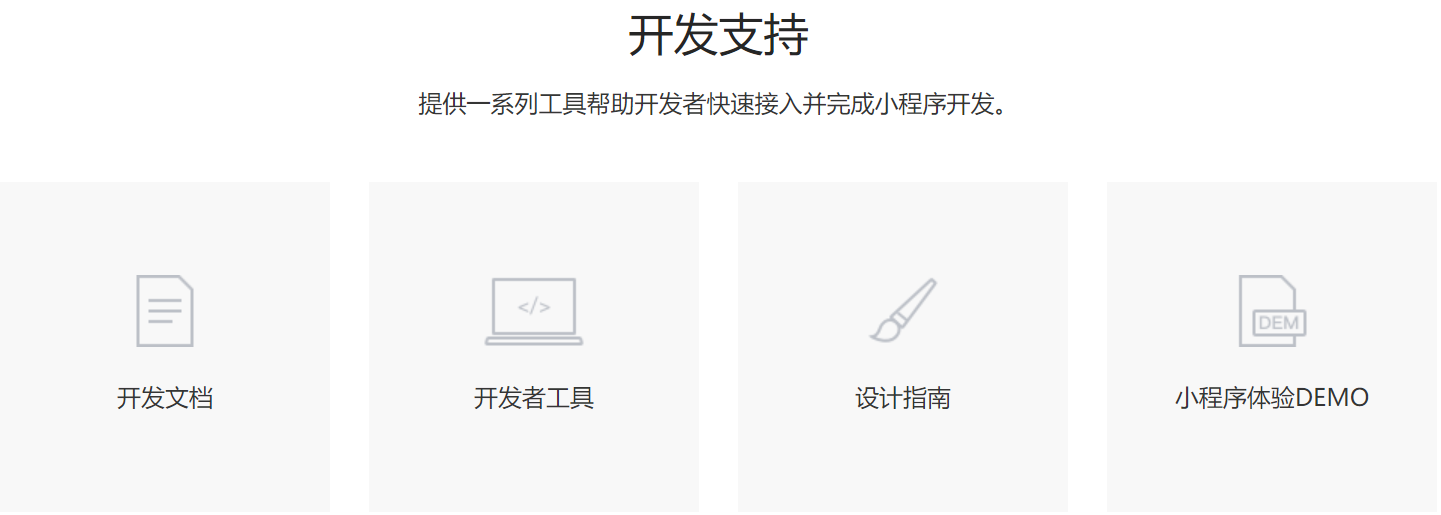 开发支持
提供一系列工具帮助开发者快速接入并完成小程序开发。
</>
DEM
开发文档
开发者工具
设计指南
小程序体验DEMO